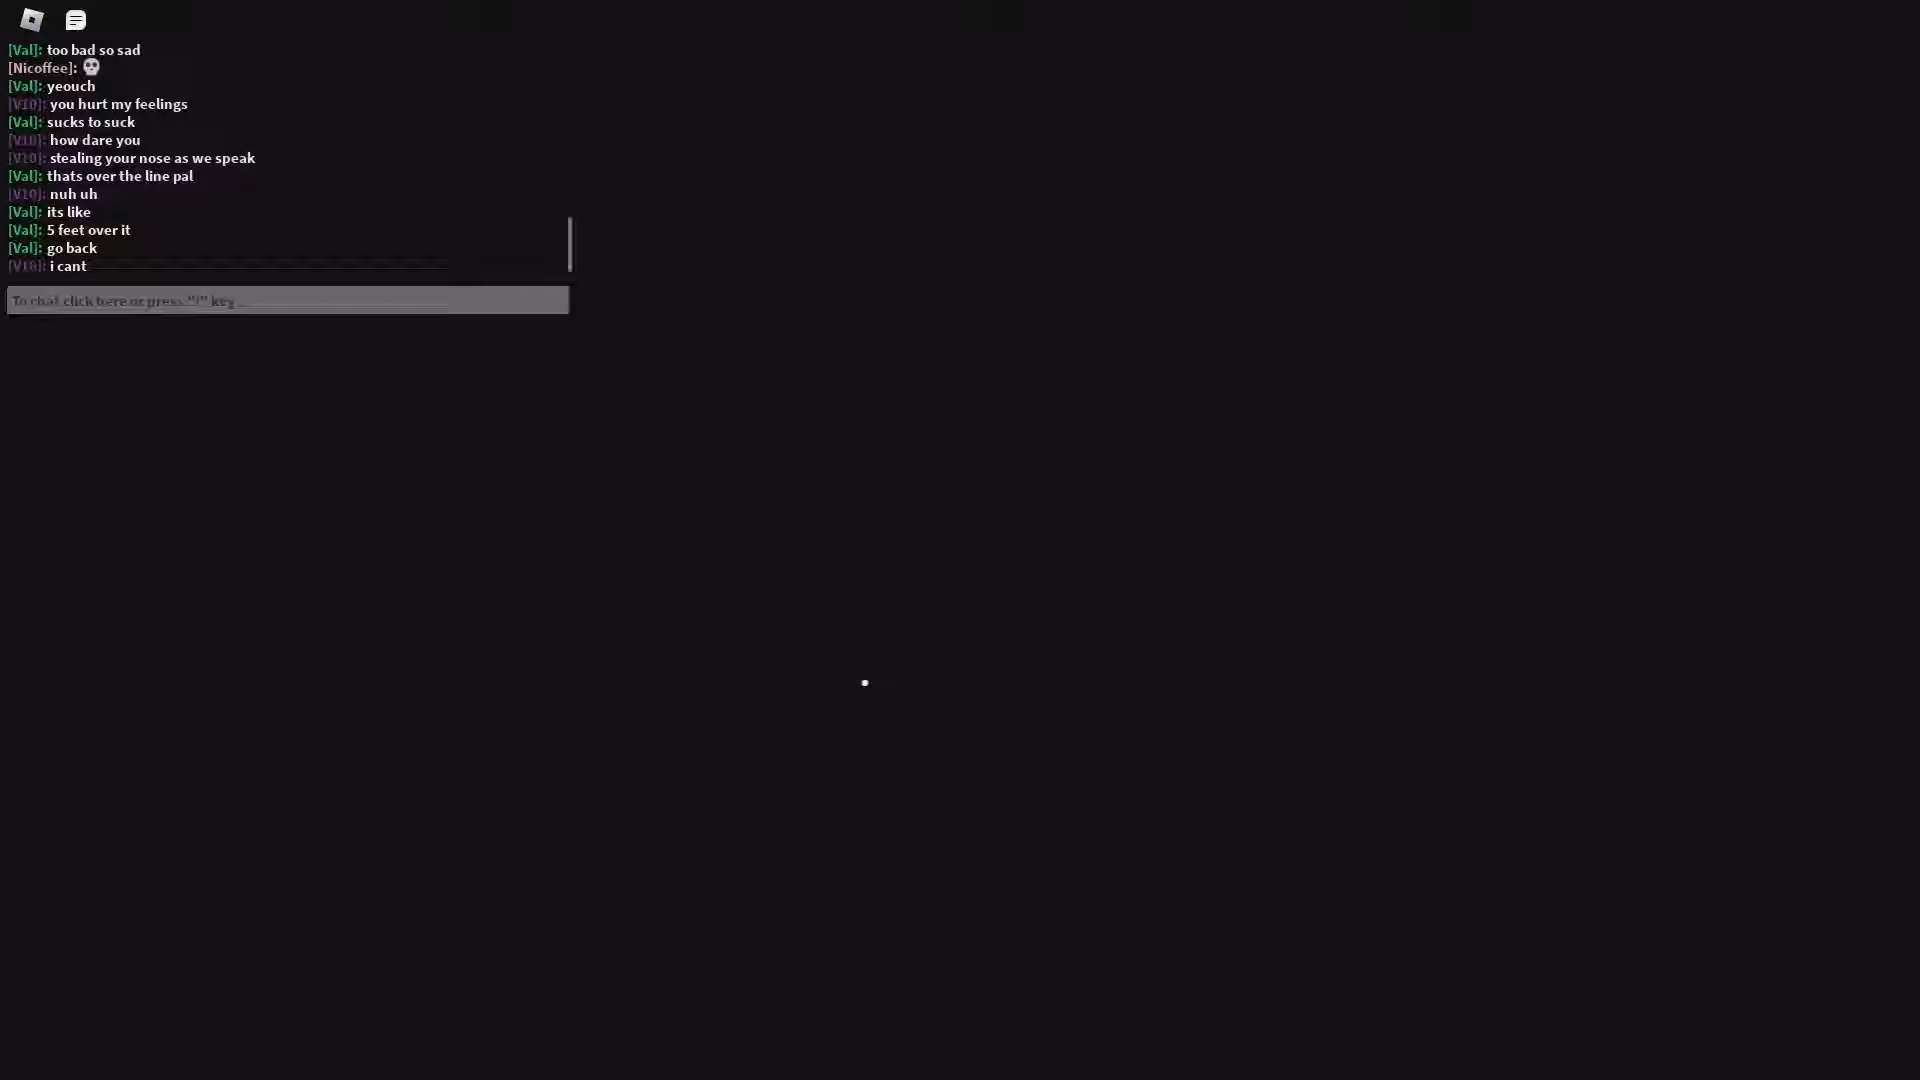 [Val]: too bad so sad
[Nicoffee]: 💀
[Val]: yeouch
[V10]: you hurt my feelings
[Val]: sucks to suck
[V10]: how dare you
[V10]: stealing your nose as we speak
[Val]: thats over the line pal
[V10]: nuh uh
[Val]: its like
[Val]: 5 feet over it
[Val]: go back
[V10]: i cant
To chat click here or press "/" key